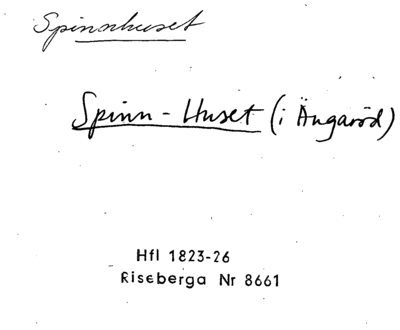 Spinnhuset
Spinn-Huset (i Ängaröd)
Hfl 1823-26
Riseberga Nr 8661